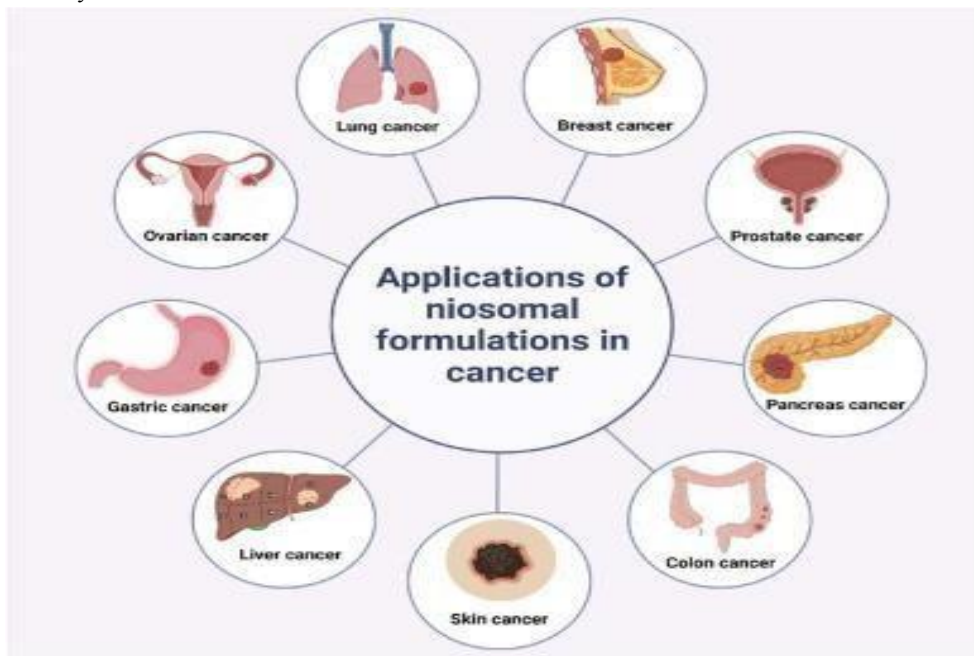 Lung cancer
Breast cancer
Ovarian cancer
Prostate cancer
Applications of
niosomal
formulations in
cancer
Gastric cancer
Pancreas cancer
Liver cancer
Colon cancer
Skin cancer